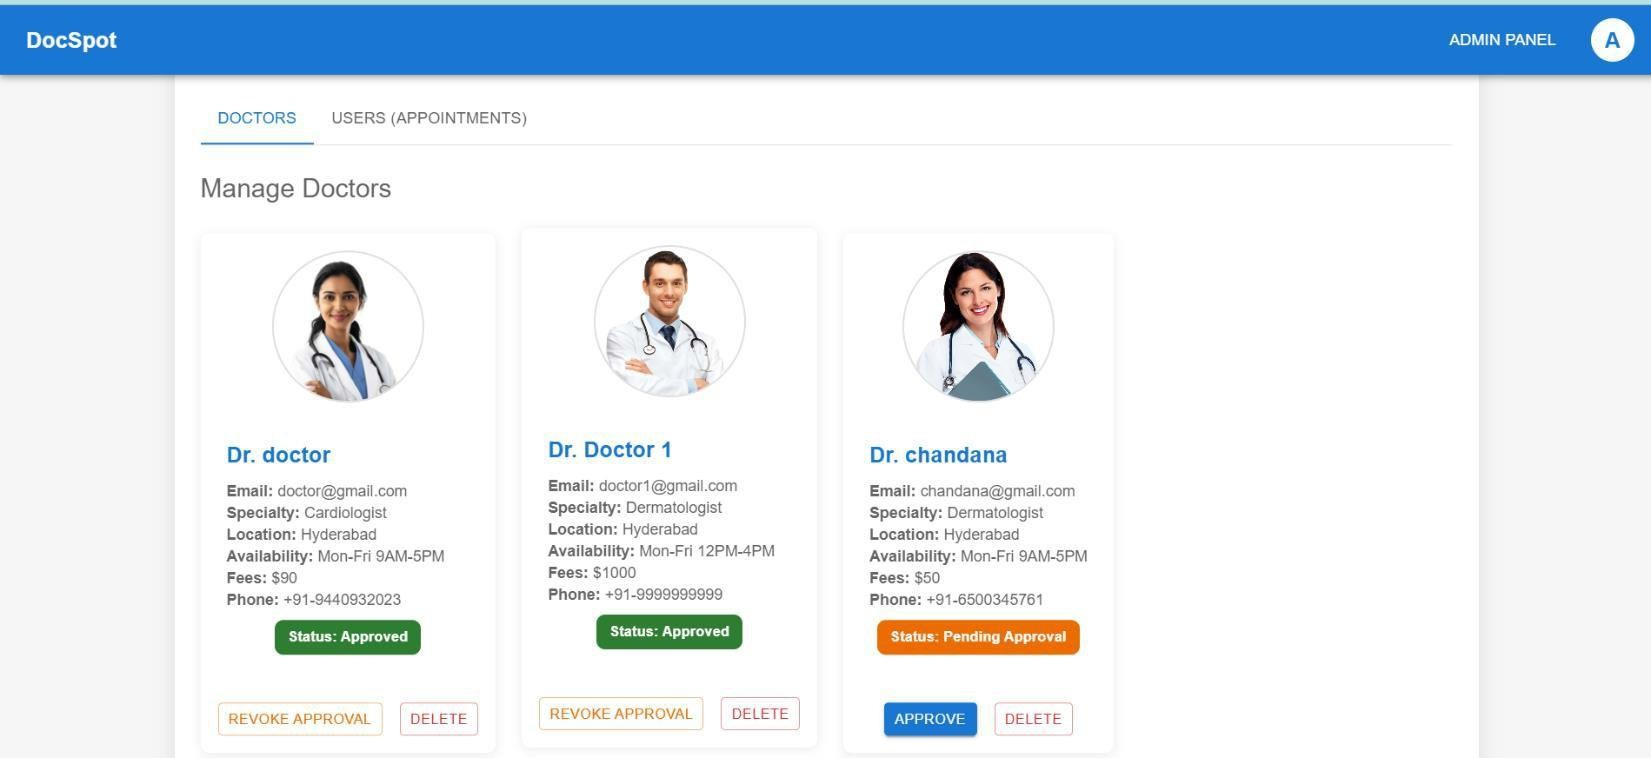 DocSpot
ADMIN PANEL
A
DOCTORS
USERS (APPOINTMENTS)
Manage Doctors
Dr. doctor
Email: doctor@gmail.com
Specialty: Cardiologist
Location: Hyderabad
Availability: Mon-Fri 9AM-5PM
Fees: $90
Phone: +91-9440932023
Status: Approved
REVOKE APPROVAL
DELETE
Dr. Doctor 1
Email: doctor1@gmail.com
Specialty: Dermatologist
Location: Hyderabad
Availability: Mon-Fri 12PM-4PM
Fees: $1000
Phone: +91-9999999999
Status: Approved
REVOKE APPROVAL
DELETE
Dr. chandana
Email: chandana@gmail.com
Specialty: Dermatologist
Location: Hyderabad
Availability: Mon-Fri 9AM-5PM
Fees: $50
Phone: +91-6500345761
Status: Pending Approval
APPROVE
DELETE